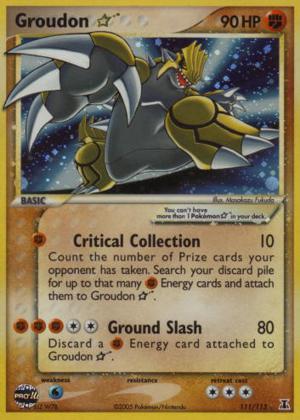 Groudon ☆ 90 HP
Illus. Masakazu Fukuda
BASIC
You can't have
more than 1 Pokémon☆ in your deck.
Critical Collection 10
Count the number of Prize cards your
opponent has taken. Search your discard pile
for up to that many Energy cards and attach
them to Groudon ☆.
Ground Slash 80
Discard a Energy card attached to
Groudon ☆.
weakness resistance retreat cost
©2005 Pokémon/Nintendo 111/113